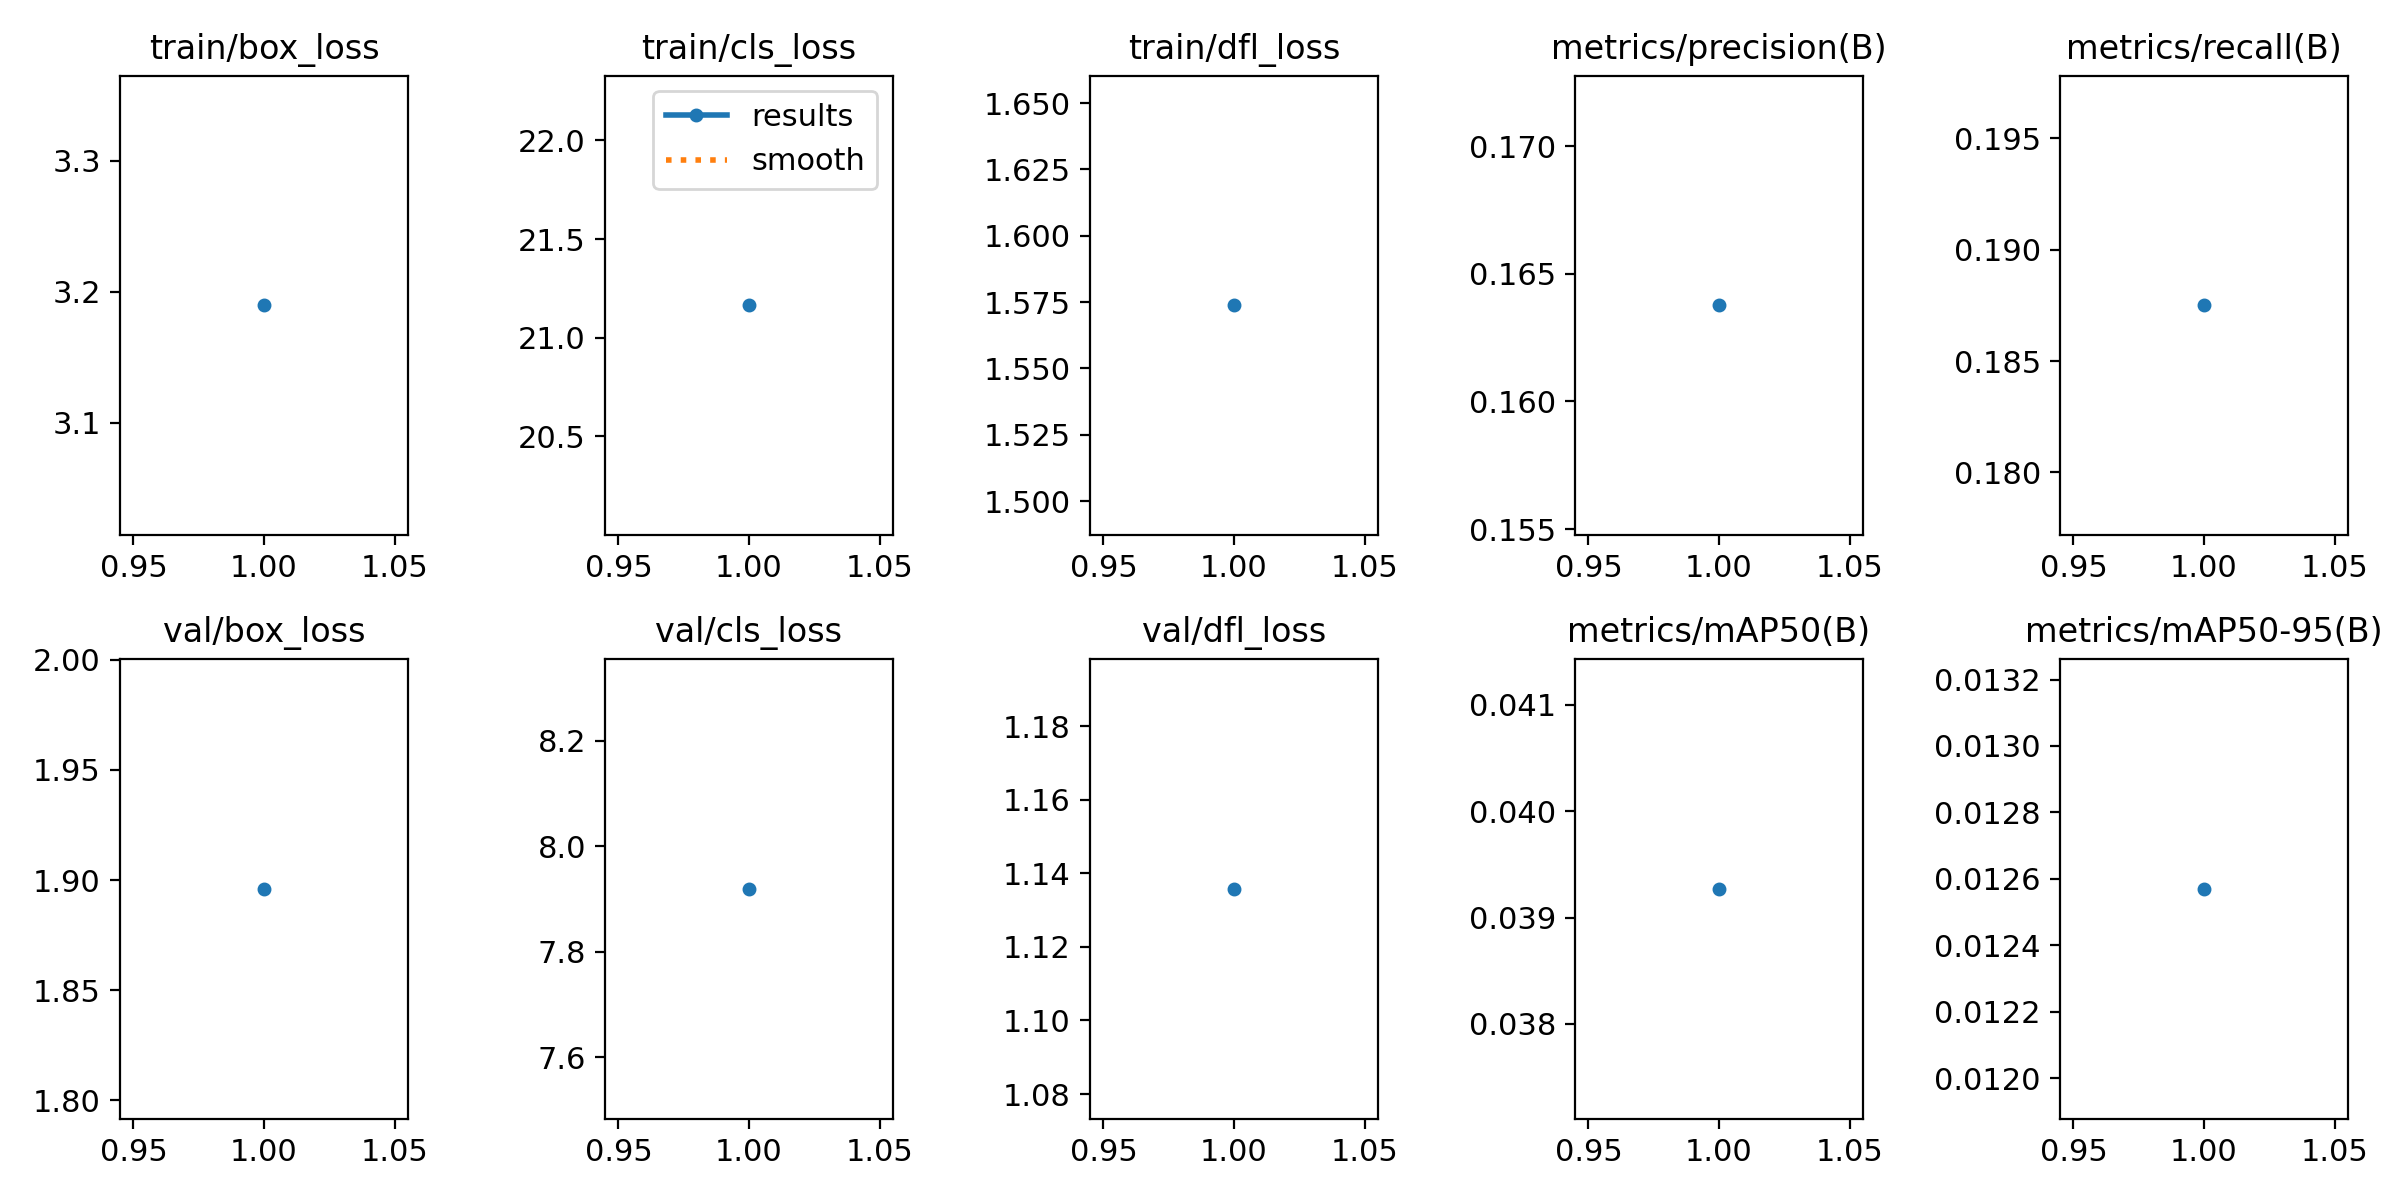 train/box_loss
3.3
3.2
3.1
0.95 1.00 1.05
train/cls_loss
results
smooth
22.0
21.5
21.0
20.5
0.95 1.00 1.05
train/dfl_loss
1.650
1.625
1.600
1.575
1.550
1.525
1.500
0.95 1.00 1.05
metrics/precision(B)
0.170
0.165
0.160
0.155
0.95 1.00 1.05
metrics/recall(B)
0.195
0.190
0.185
0.180
0.95 1.00 1.05
val/box_loss
2.00
1.95
1.90
1.85
1.80
0.95 1.00 1.05
val/cls_loss
8.2
8.0
7.8
7.6
0.95 1.00 1.05
val/dfl_loss
1.18
1.16
1.14
1.12
1.10
1.08
0.95 1.00 1.05
metrics/mAP50(B)
0.041
0.040
0.039
0.038
0.95 1.00 1.05
metrics/mAP50-95(B)
0.0132
0.0130
0.0128
0.0126
0.0124
0.0122
0.0120
0.95 1.00 1.05